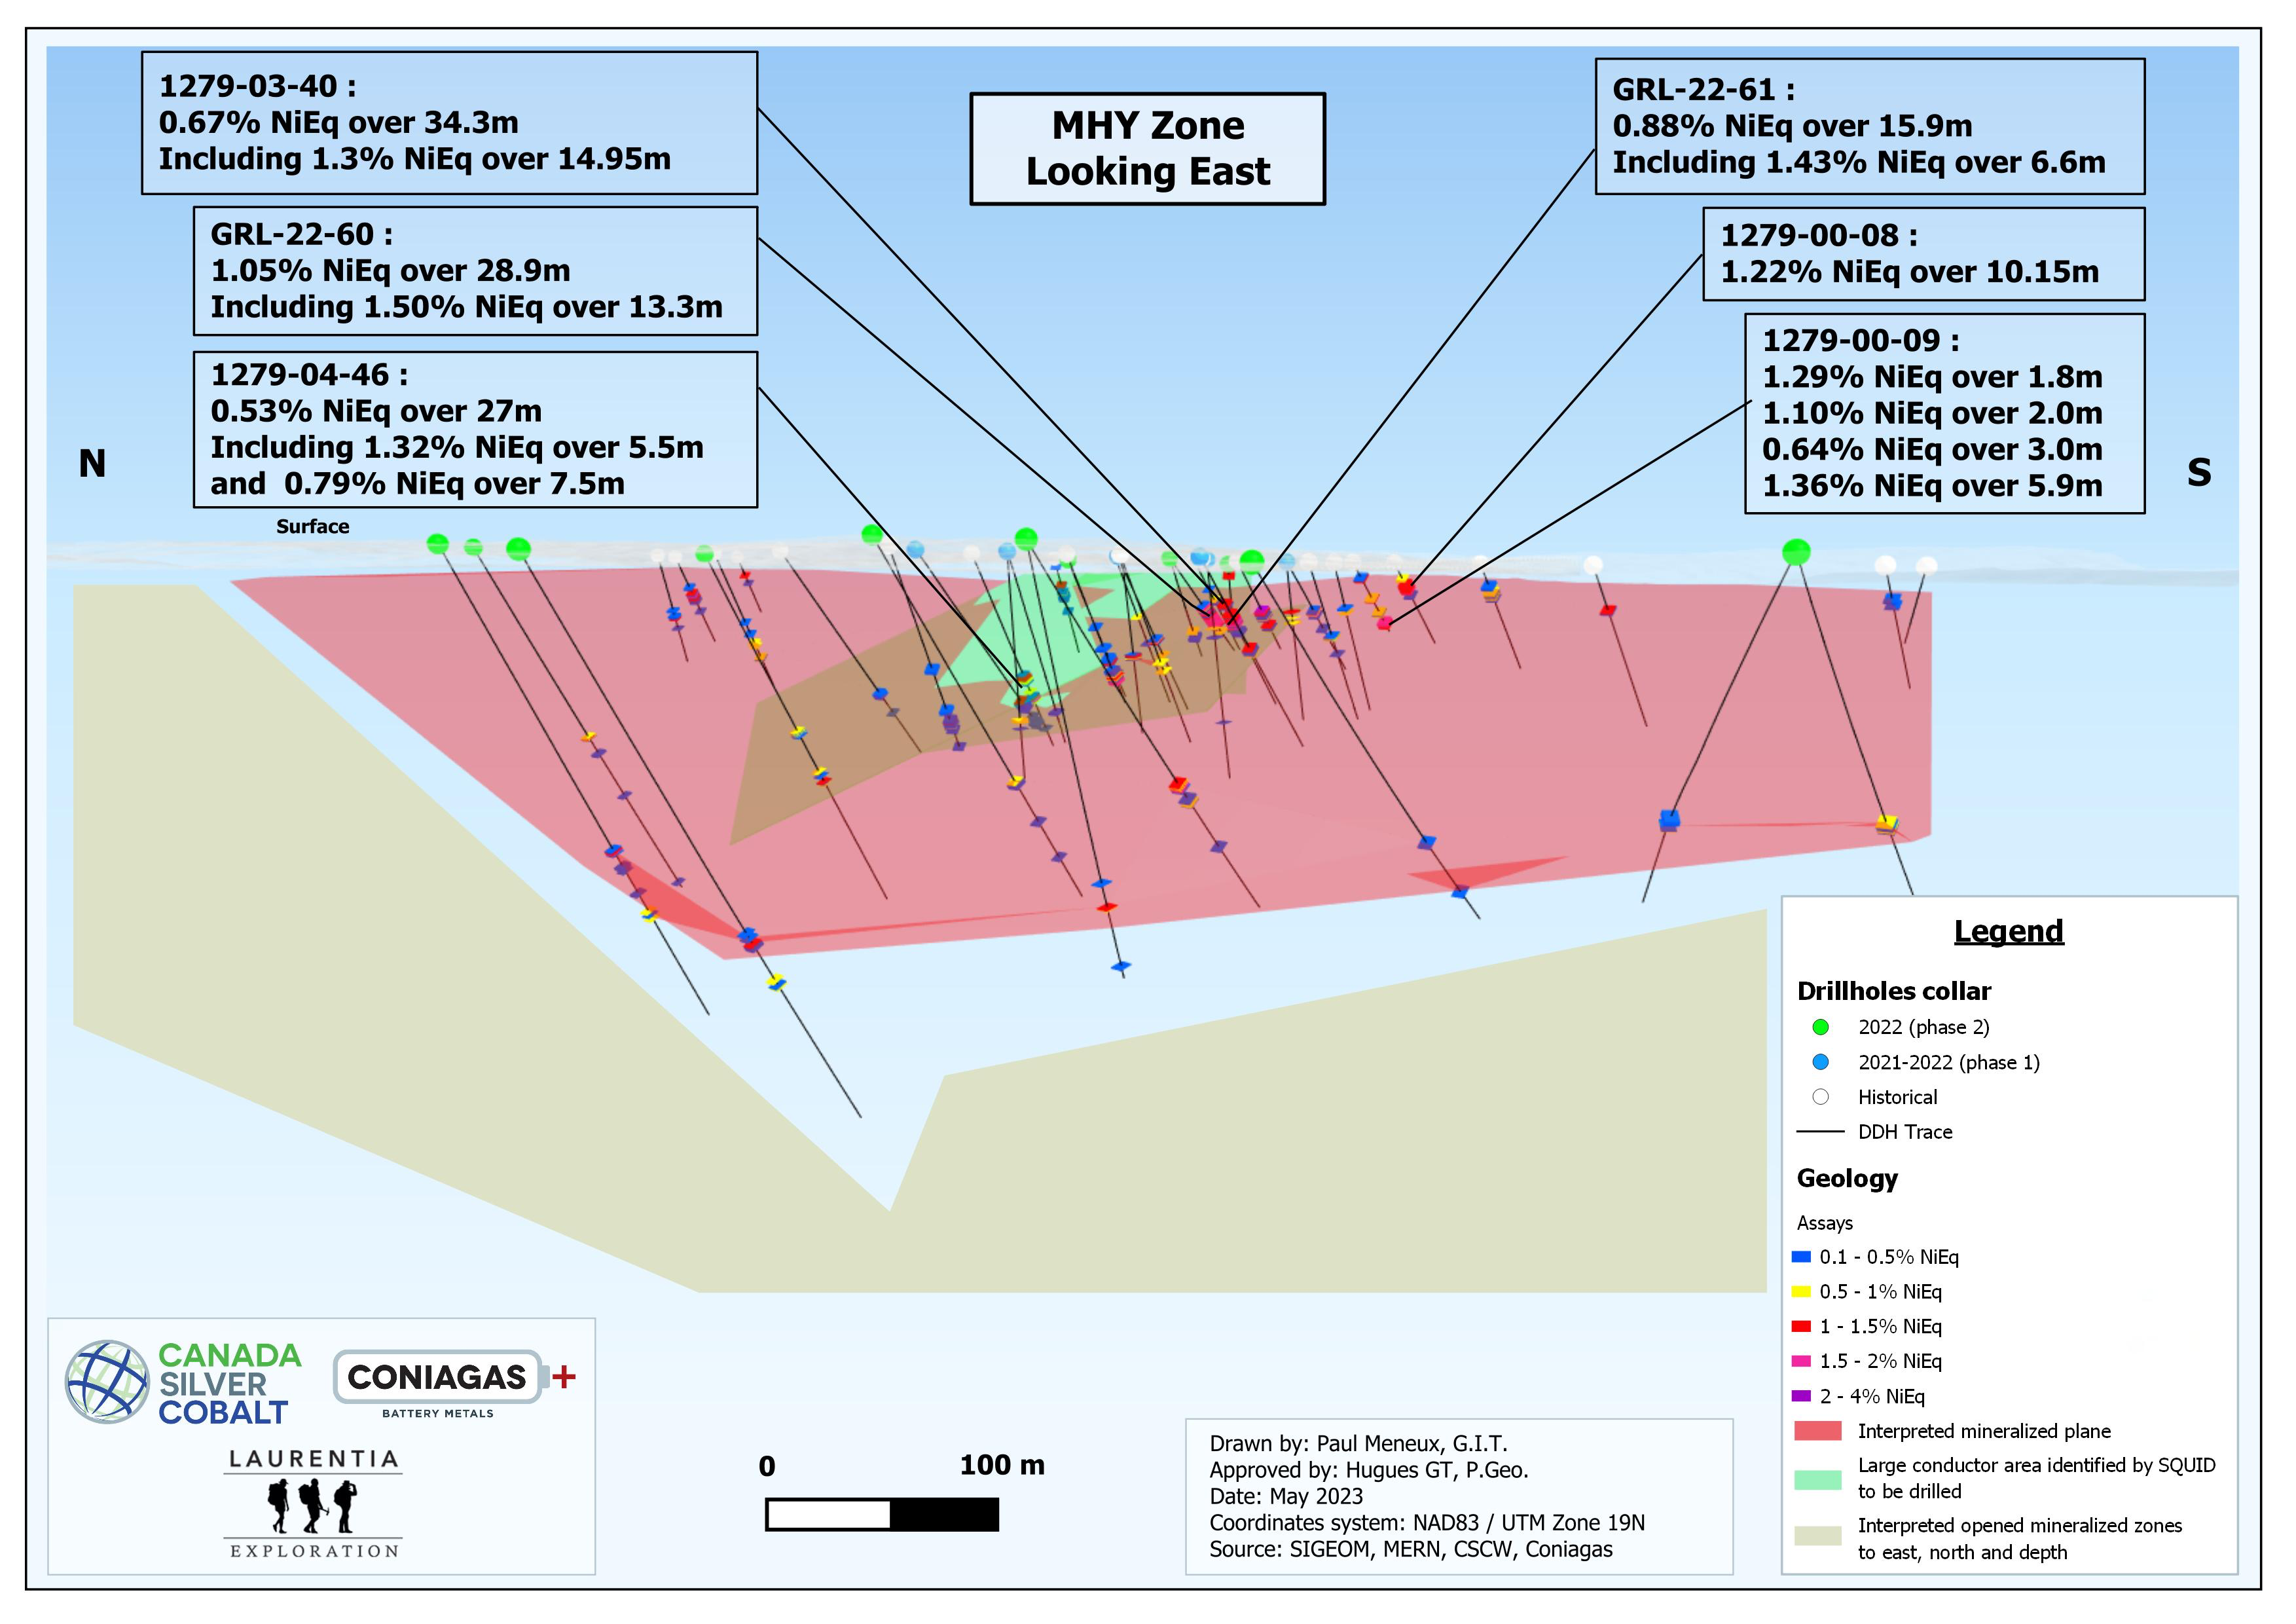 1279-03-40 :
0.67% NiEq over 34.3m
Including 1.3% NiEq over 14.95m
GRL-22-60 :
1.05% NiEq over 28.9m
Including 1.50% NiEq over 13.3m
1279-04-46 :
0.53% NiEq over 27m
Including 1.32% NiEq over 5.5m
and 0.79% NiEq over 7.5m
MHY Zone
Looking East
GRL-22-61 :
0.88% NiEq over 15.9m
Including 1.43% NiEq over 6.6m
1279-00-08 :
1.22% NiEq over 10.15m
1279-00-09 :
1.29% NiEq over 1.8m
1.10% NiEq over 2.0m
0.64% NiEq over 3.0m
1.36% NiEq over 5.9m
N
S
Surface
Legend
Drillholes collar
2022 (phase 2)
2021-2022 (phase 1)
Historical
DDH Trace
Geology
Assays
0.1 - 0.5% NiEq
0.5 - 1% NiEq
1 - 1.5% NiEq
1.5 - 2% NiEq
2 - 4% NiEq
Interpreted mineralized plane
Large conductor area identified by SQUID
to be drilled
Interpreted opened mineralized zones
to east, north and depth
CANADA
SILVER
COBALT
CONIAGAS +
BATTERY METALS
LAURENTIA
EXPLORATION
0 100 m
Drawn by: Paul Meneux, G.I.T.
Approved by: Hugues GT, P.Geo.
Date: May 2023
Coordinates system: NAD83 / UTM Zone 19N
Source: SIGEOM, MERN, CSCW, Coniagas